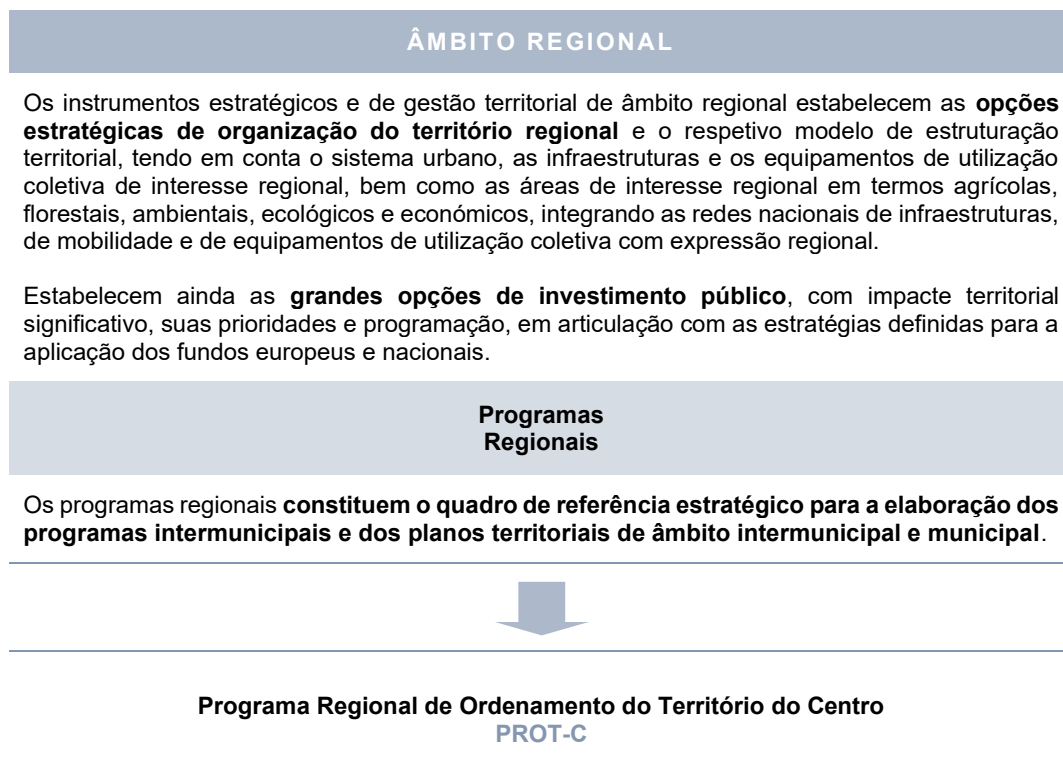 ÂMBITO REGIONAL
Os instrumentos estratégicos e de gestão territorial de âmbito regional estabelecem as opções
estratégicas de organização do território regional e o respetivo modelo de estruturação
territorial, tendo em conta o sistema urbano, as infraestruturas e os equipamentos de utilização
coletiva de interesse regional, bem como as áreas de interesse regional em termos agrícolas,
florestais, ambientais, ecológicos e económicos, integrando as redes nacionais de infraestruturas,
de mobilidade e de equipamentos de utilização coletiva com expressão regional.
Estabelecem ainda as grandes opções de investimento público, com impacte territorial
significativo, suas prioridades e programação, em articulação com as estratégias definidas para a
aplicação dos fundos europeus e nacionais.
Programas
Regionais
Os programas regionais constituem o quadro de referência estratégico para a elaboração dos
programas intermunicipais e dos planos territoriais de âmbito intermunicipal e municipal.
Programa Regional de Ordenamento do Território do Centro
PROT-C